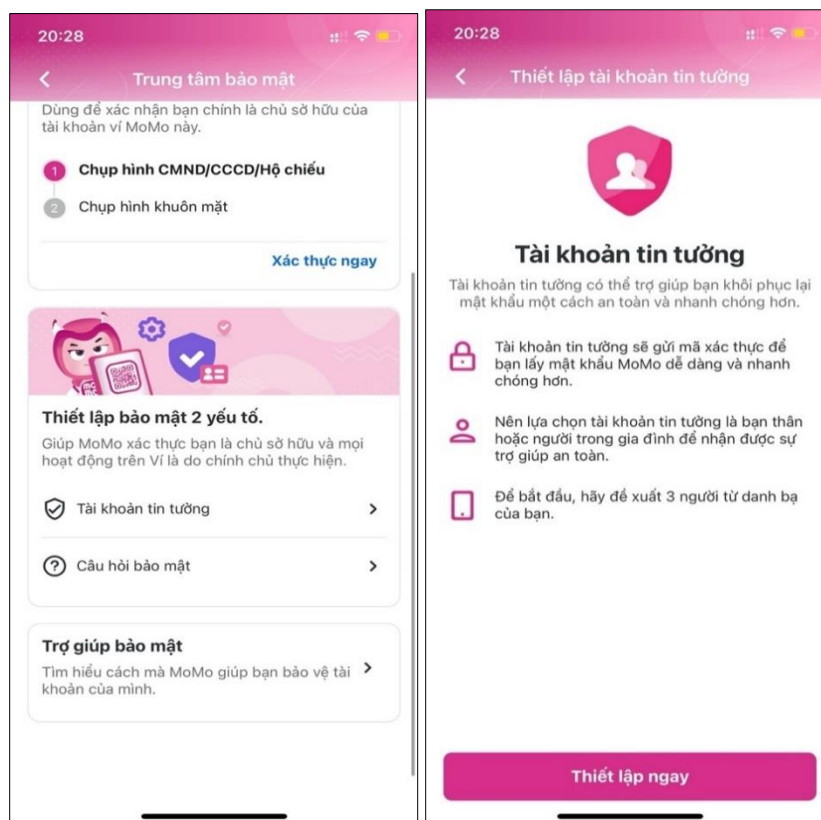 20:28
Trung tâm bảo mật
Dùng để xác nhận bạn chính là chủ sở hữu của
tài khoản ví MoMo này.
1 Chụp hình CMND/CCCD/Hộ chiếu
2 Chụp hình khuôn mặt
Xác thực ngay
Thiết lập bảo mật 2 yếu tố.
Giúp MoMo xác thực bạn là chủ sở hữu và mọi
hoạt động trên Ví là do chính chủ thực hiện.
Tài khoản tin tưởng
Câu hỏi bảo mật
Trợ giúp bảo mật
Tìm hiểu cách mà MoMo giúp bạn bảo vệ tài
khoản của mình.
20:28
Thiết lập tài khoản tin tưởng
Tài khoản tin tưởng
Tài khoản tin tưởng có thể trợ giúp bạn khôi phục lại
mật khẩu một cách an toàn và nhanh chóng hơn.
Tài khoản tin tưởng sẽ gửi mã xác thực để
bạn lấy mật khẩu MoMo dễ dàng và nhanh
chóng hơn.
Nên lựa chọn tài khoản tin tưởng là bạn thân
hoặc người trong gia đình để nhận được sự
trợ giúp an toàn.
Để bắt đầu, hãy đề xuất 3 người từ danh bạ
của bạn.
Thiết lập ngay